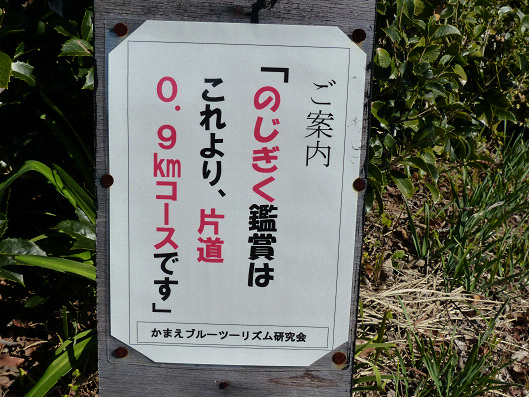 ご案内
「のじぎく鑑賞は
これより、片道
0.9㎞コースです」
かまえブルーツーリズム研究会